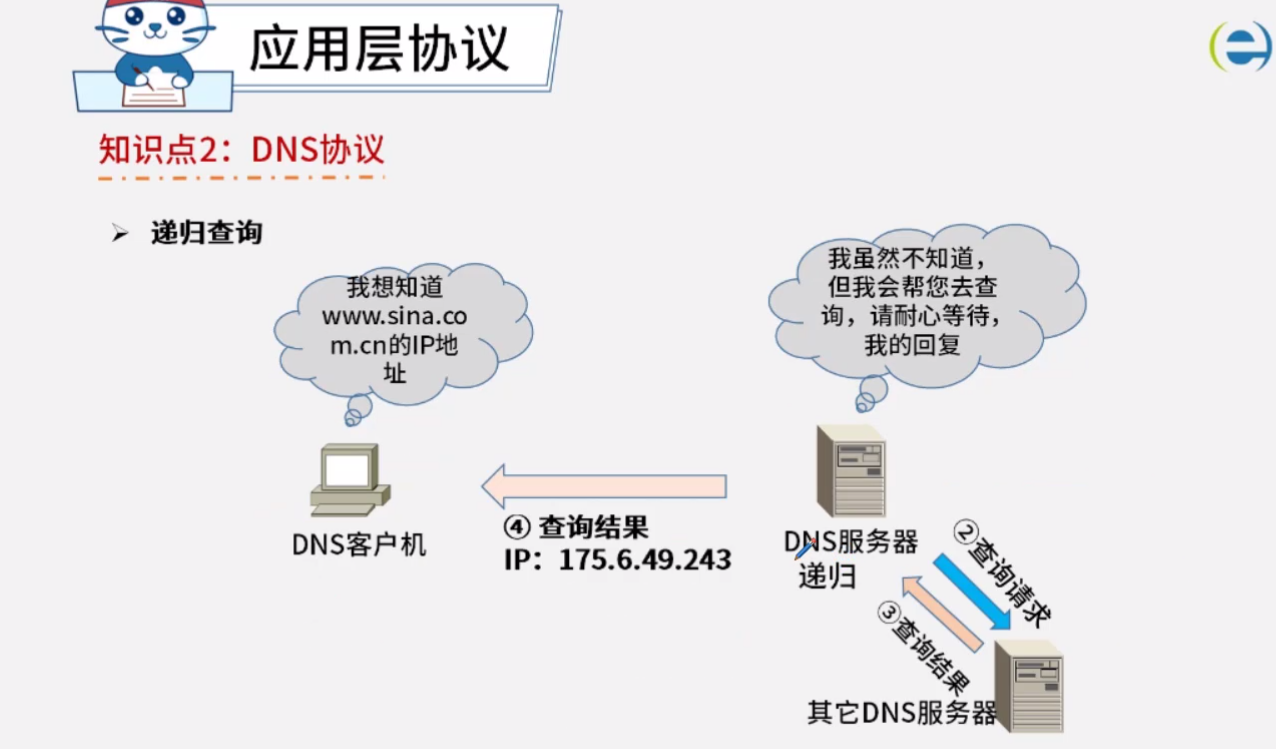 应用层协议
知识点2：DNS协议
➢ 递归查询
我想知道
www.sina.co
m.cn的IP地
址
我虽然不知道，
但我会帮您去查
询，请耐心等待，
我的回复
DNS客户机
④ 查询结果
IP：175.6.49.243
DNS服务器
递归
②查询请求
③查询结果
其它DNS服务器